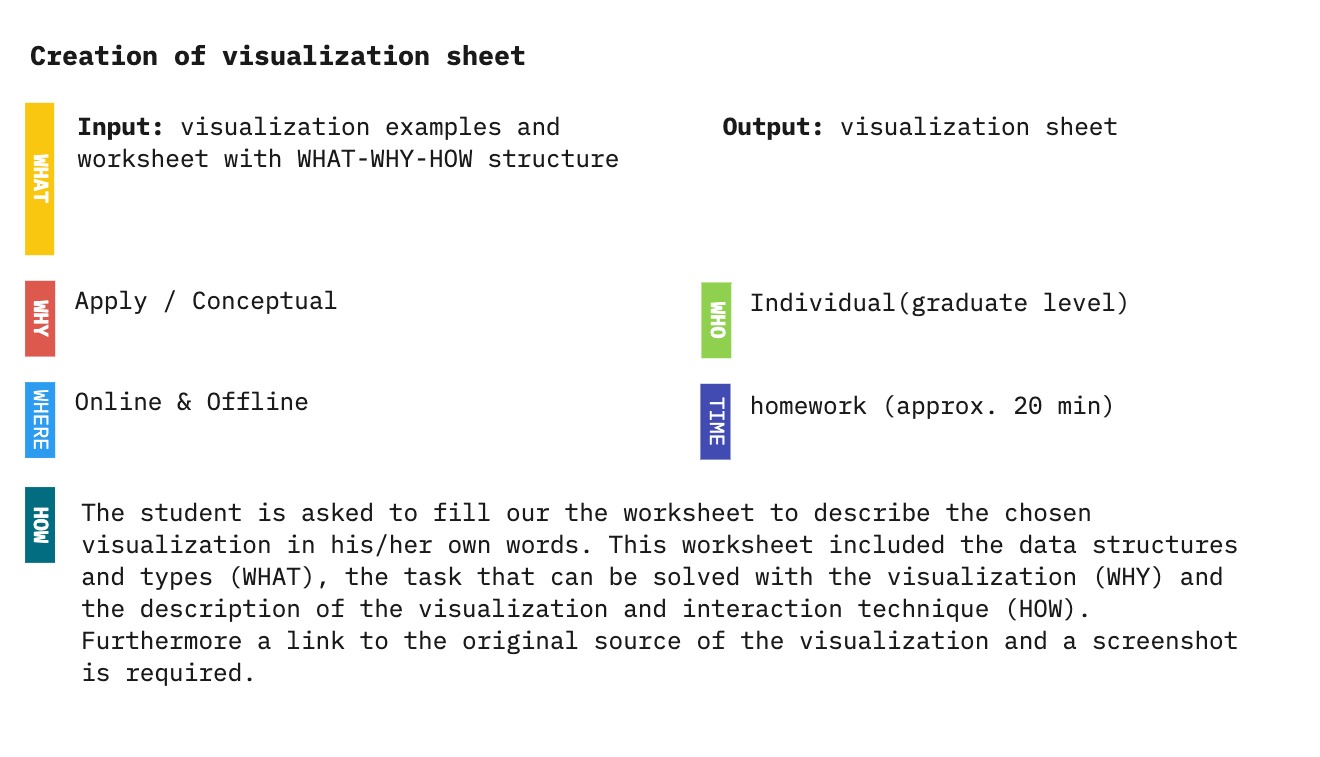 Creation of visualization sheet
WHAT
Input: visualization examples and
worksheet with WHAT-WHY-HOW structure
Output: visualization sheet
WHY
Apply / Conceptual
WHO
Individual(graduate level)
WHERE
Online & Offline
TIME
homework (approx. 20 min)
HOW
The student is asked to fill our the worksheet to describe the chosen
visualization in his/her own words. This worksheet included the data structures
and types (WHAT), the task that can be solved with the visualization (WHY) and
the description of the visualization and interaction technique (HOW).
Furthermore a link to the original source of the visualization and a screenshot
is required.